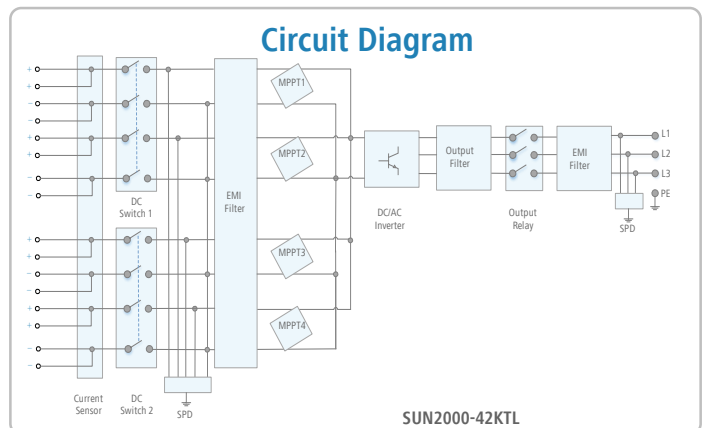 Circuit Diagram
+
+
−
−
+
+
−
−
+
+
−
−
+
+
−
−
DC
Switch 1
EMI
Filter
MPPT1
MPPT2
MPPT3
MPPT4
DC/AC
Inverter
Output
Filter
Output
Relay
EMI
Filter
L1
L2
L3
PE
SPD
Current
Sensor
DC
Switch 2
SPD
SUN2000-42KTL